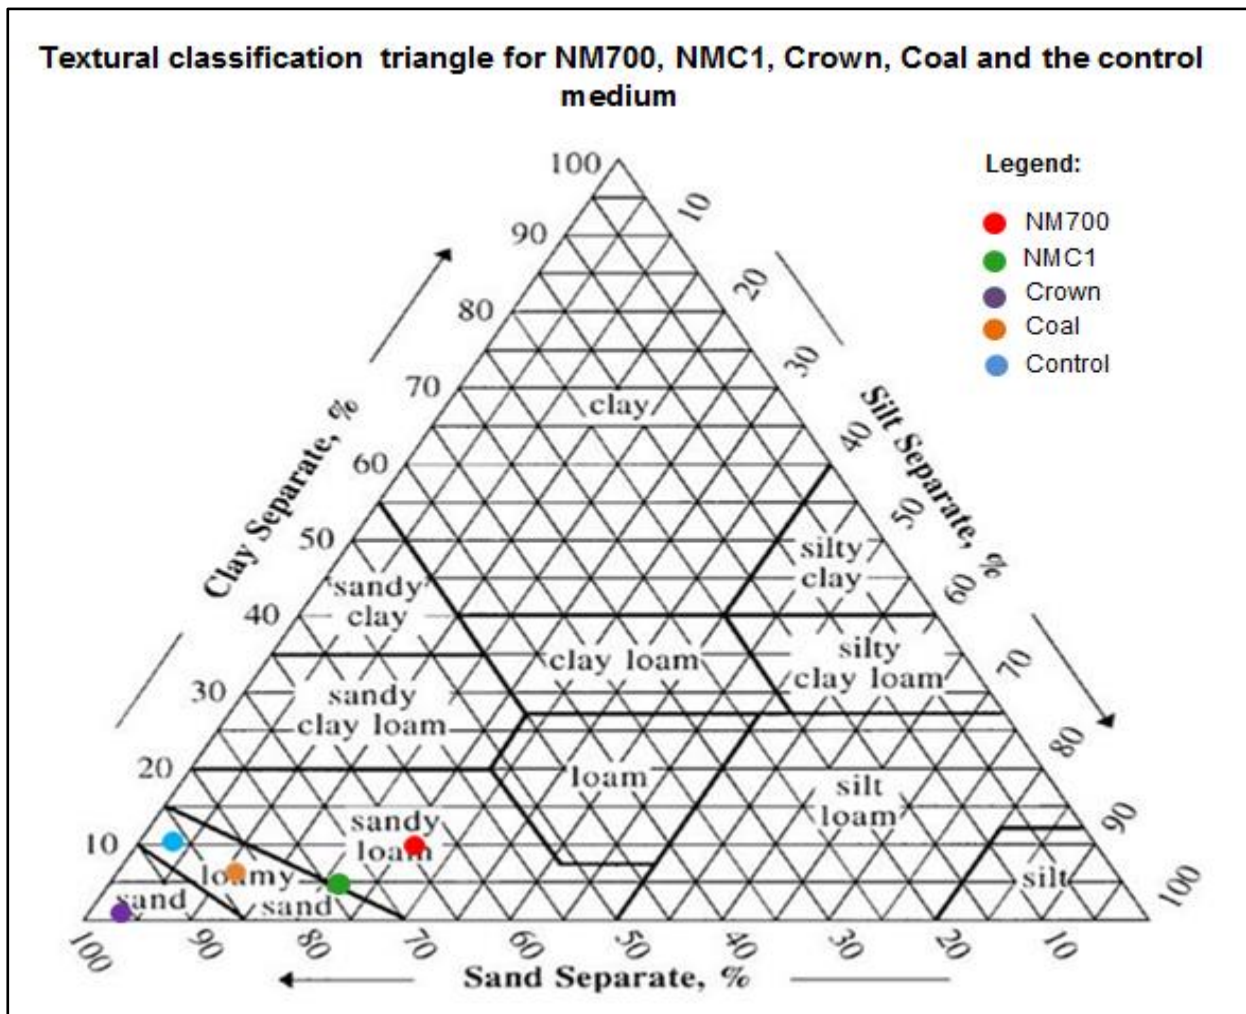 Textural classification triangle for NM700, NMC1, Crown, Coal and the control
medium
Legend:
NM700
NMC1
Crown
Coal
Control
100
90
80
70
60
50
40
30
20
10
Clay Separate, %
10
20
30
40
50
60
70
80
90
100
Silt Separate, %
clay
silty
clay
sandy
clay
clay loam
silty
clay loam
sandy
clay loam
loam
silt
loam
sandy
loam
silt
loamy
sand
sand
100
90
80
70
60
50
40
30
20
10
Sand Separate, %